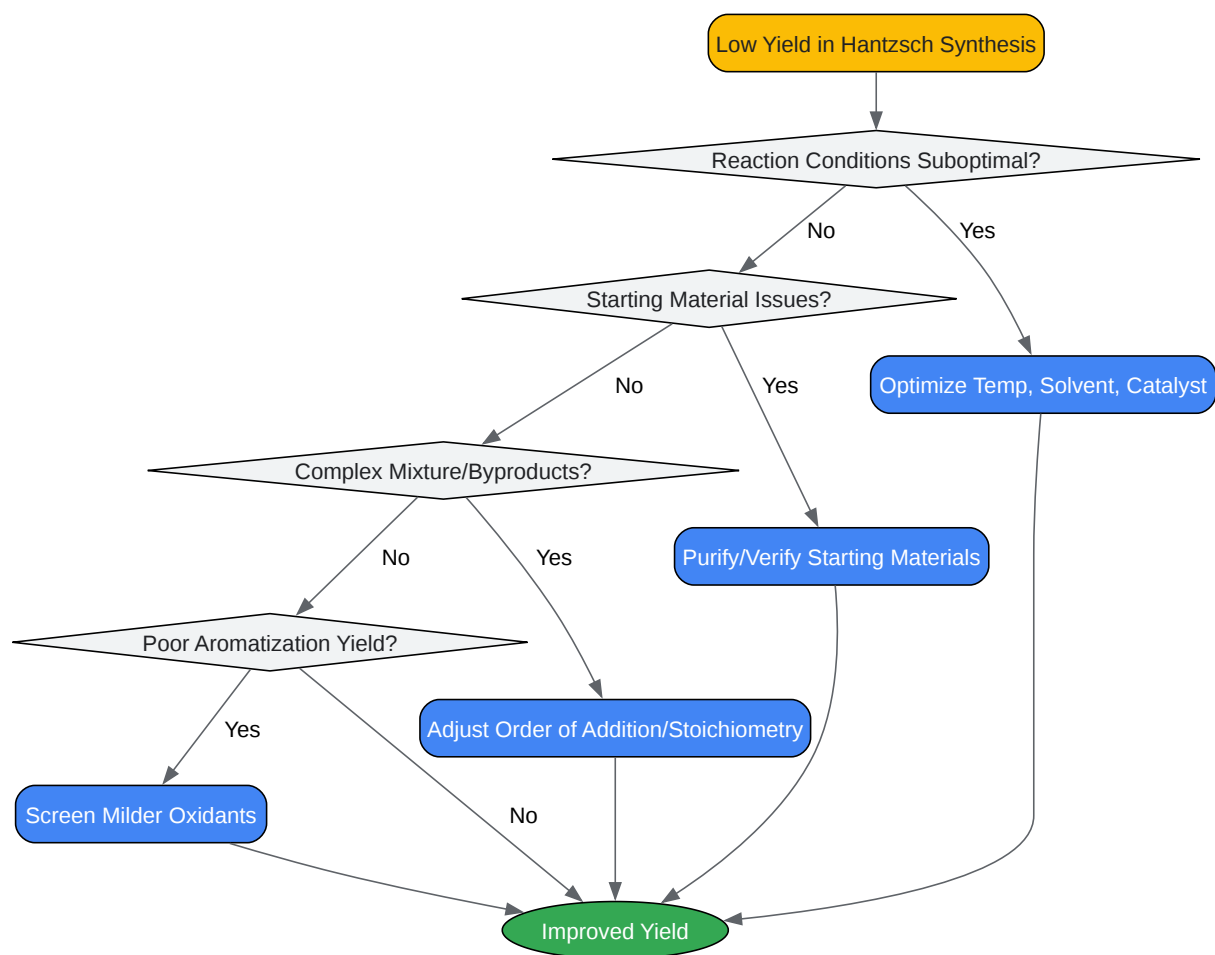 Low Yield in Hantzsch Synthesis
Reaction Conditions Suboptimal?
No
Yes
Starting Material Issues?
No
Yes
Optimize Temp, Solvent, Catalyst
Complex Mixture/Byproducts?
No
Yes
Purify/Verify Starting Materials
Poor Aromatization Yield?
Yes
No
Adjust Order of Addition/Stoichiometry
Screen Milder Oxidants
Improved Yield